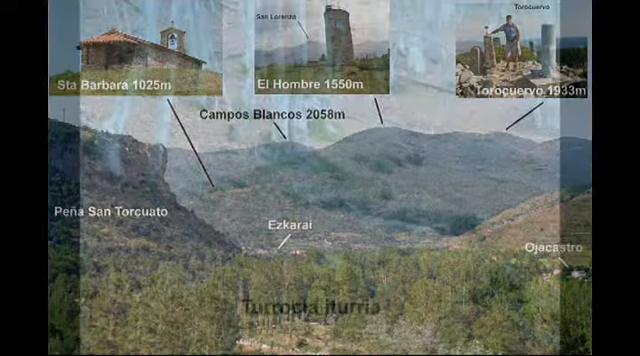 San Lorenzo
Torocuervo
Sta Barbara 1025m
El Hombre 1550m
Torocuervo 1933m
Campos Blancos 2058m
Peña San Torcuato
Ezkarai
Ojacastro
iturria